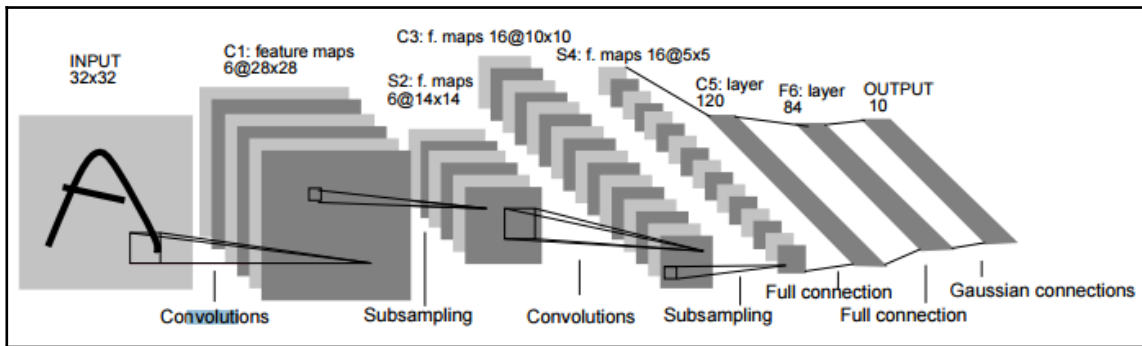 INPUT
32x32
C1: feature maps
6@28x28
S2: f. maps
6@14x14
C3: f. maps 16@10x10
S4: f. maps 16@5x5
C5: layer
120
F6: layer
84
OUTPUT
10
Convolutions
Subsampling
Convolutions
Subsampling
Full connection
Full connection
Gaussian connections
A